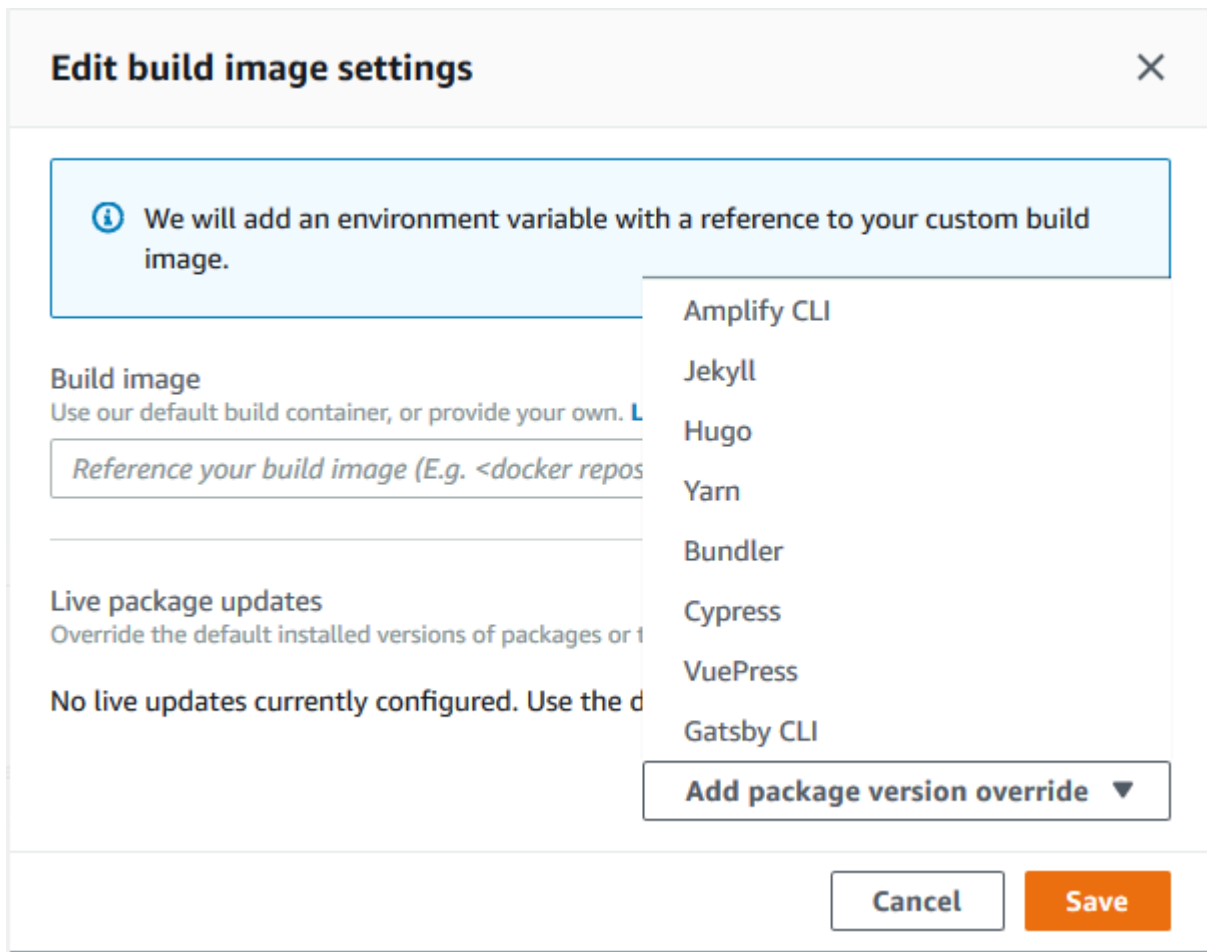 Edit build image settings
We will add an environment variable with a reference to your custom build
image.
Build image
Use our default build container, or provide your own.
Reference your build image (E.g. <docker repos
Live package updates
Override the default installed versions of packages or
No live updates currently configured. Use the
Amplify CLI
Jekyll
Hugo
Yarn
Bundler
Cypress
VuePress
Gatsby CLI
Add package version override
Cancel
Save